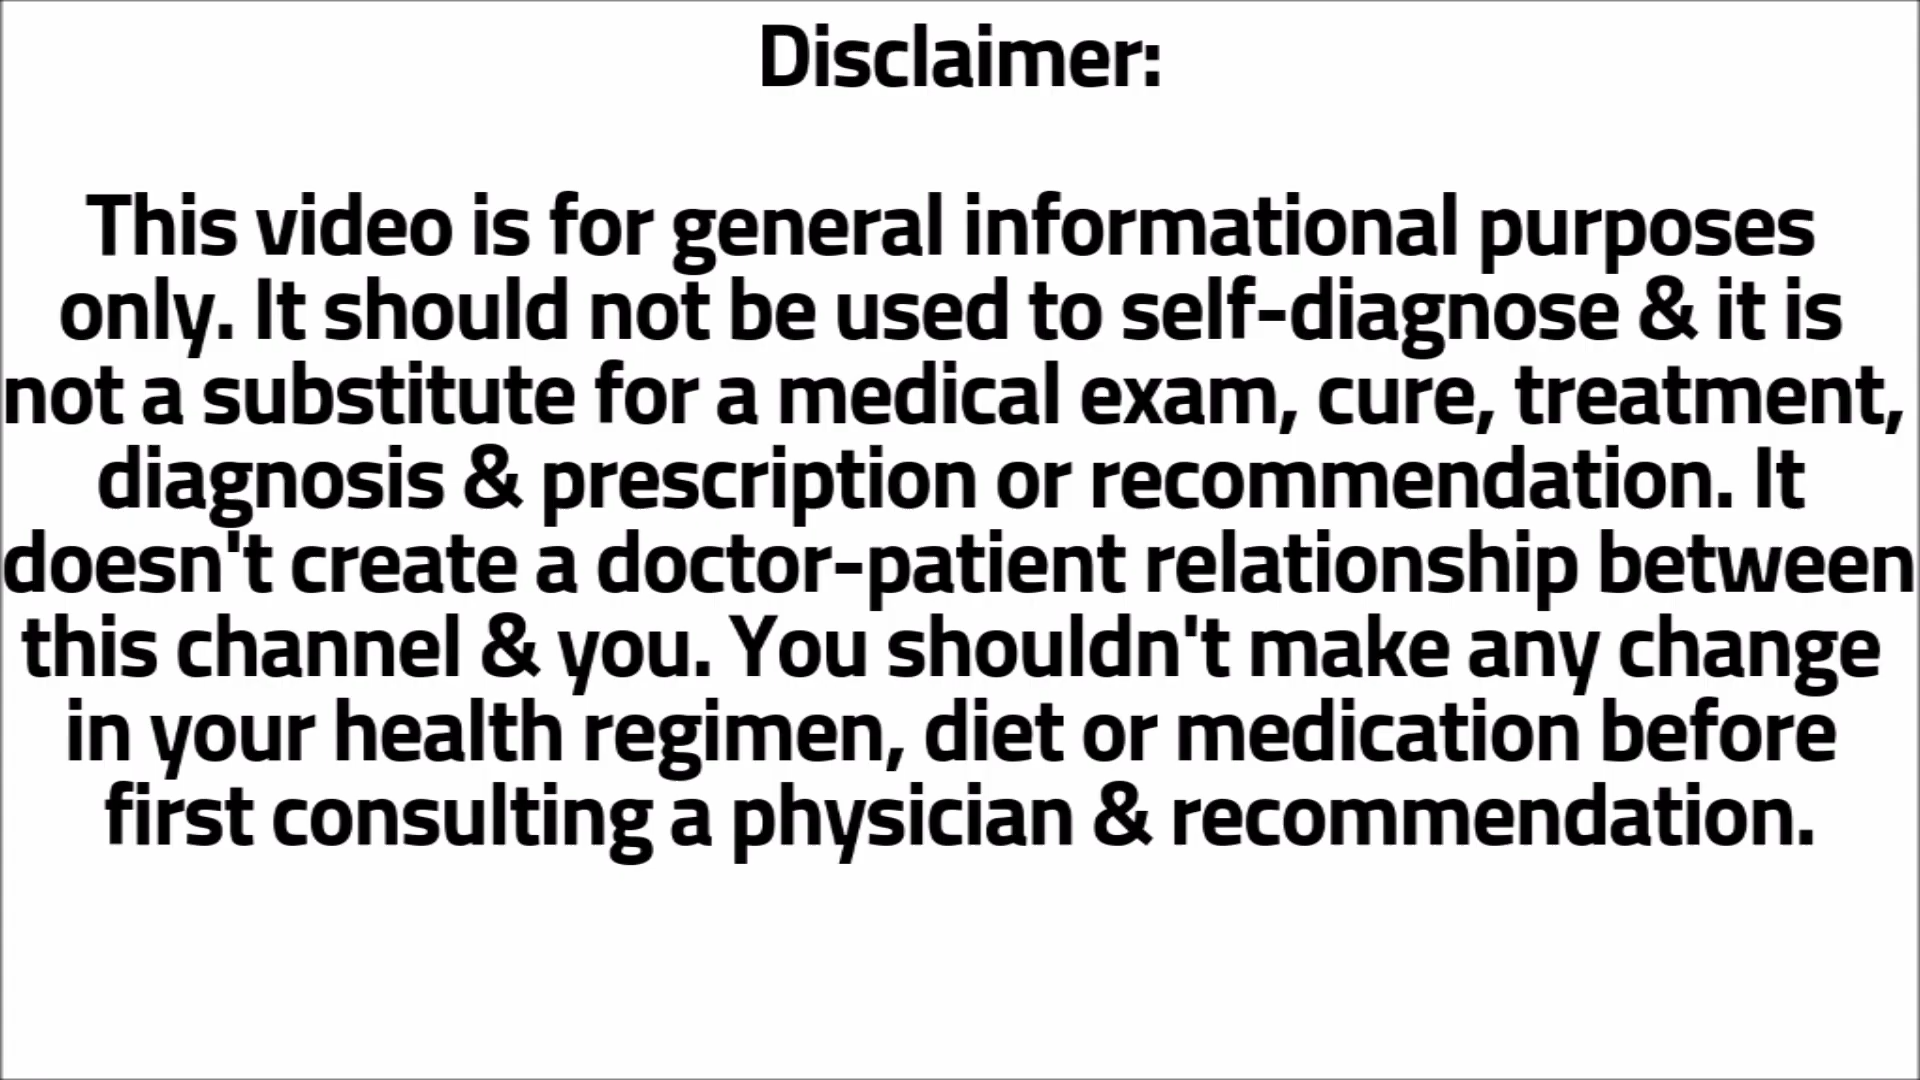 Disclaimer:
This video is for general informational purposes
only. It should not be used to self-diagnose & it is
not a substitute for a medical exam, cure, treatment,
diagnosis & prescription or recommendation. It
doesn't create a doctor-patient relationship between
this channel & you. You shouldn't make any change
in your health regimen, diet or medication before
first consulting a physician & recommendation.